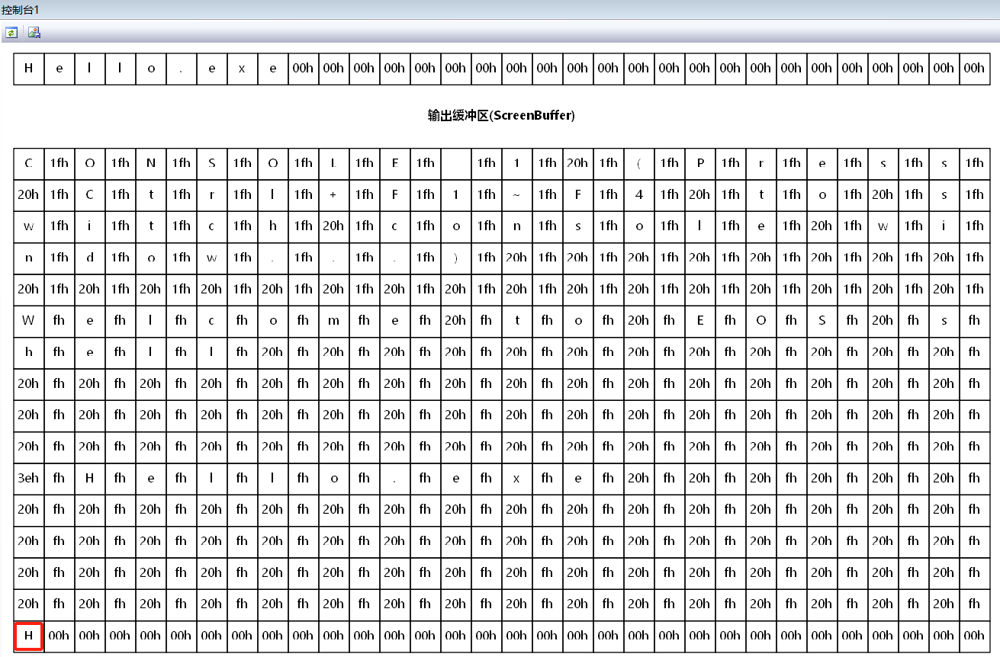 控制台1
H e l l o . e x e 00h 00h 00h 00h 00h 00h 00h 00h 00h 00h 00h 00h 00h 00h 00h 00h 00h 00h 00h 00h 00h 00h 00h
输出缓冲区(ScreenBuffer)
C 1fh O 1fh N 1fh S 1fh O 1fh L 1fh E 1fh 1fh 1 1fh 20h 1fh ( 1fh P 1fh r 1fh e 1fh s 1fh s 1fh
20h 1fh C 1fh t 1fh r 1fh l 1fh + 1fh F 1fh 1 1fh ~ 1fh F 1fh 4 1fh 20h 1fh t 1fh o 1fh 20h 1fh s 1fh
w 1fh i 1fh t 1fh c 1fh h 1fh 20h 1fh c 1fh o 1fh n 1fh s 1fh o 1fh l 1fh e 1fh 20h 1fh w 1fh i 1fh
n 1fh d 1fh o 1fh w 1fh . 1fh . 1fh . 1fh ) 1fh 20h 1fh 20h 1fh 20h 1fh 20h 1fh 20h 1fh 20h 1fh 20h 1fh 20h 1fh
20h 1fh 20h 1fh 20h 1fh 20h 1fh 20h 1fh 20h 1fh 20h 1fh 20h 1fh 20h 1fh 20h 1fh 20h 1fh 20h 1fh 20h 1fh 20h 1fh 20h 1fh 20h 1fh
W fh e fh l fh c fh o fh m fh e fh 20h fh t fh o fh 20h fh E fh O fh S fh 20h fh s fh
h fh e fh l fh l fh 20h fh 20h fh 20h fh 20h fh 20h fh 20h fh 20h fh 20h fh 20h fh 20h fh 20h fh 20h fh
20h fh 20h fh 20h fh 20h fh 20h fh 20h fh 20h fh 20h fh 20h fh 20h fh 20h fh 20h fh 20h fh 20h fh 20h fh 20h fh
20h fh 20h fh 20h fh 20h fh 20h fh 20h fh 20h fh 20h fh 20h fh 20h fh 20h fh 20h fh 20h fh 20h fh 20h fh 20h fh
20h fh 20h fh 20h fh 20h fh 20h fh 20h fh 20h fh 20h fh 20h fh 20h fh 20h fh 20h fh 20h fh 20h fh 20h fh 20h fh
3eh fh H fh e fh l fh l fh o fh . fh e fh x fh e fh 20h fh 20h fh 20h fh 20h fh 20h fh 20h fh
20h fh 20h fh 20h fh 20h fh 20h fh 20h fh 20h fh 20h fh 20h fh 20h fh 20h fh 20h fh 20h fh 20h fh 20h fh 20h fh
20h fh 20h fh 20h fh 20h fh 20h fh 20h fh 20h fh 20h fh 20h fh 20h fh 20h fh 20h fh 20h fh 20h fh 20h fh 20h fh
20h fh 20h fh 20h fh 20h fh 20h fh 20h fh 20h fh 20h fh 20h fh 20h fh 20h fh 20h fh 20h fh 20h fh 20h fh 20h fh
20h fh 20h fh 20h fh 20h fh 20h fh 20h fh 20h fh 20h fh 20h fh 20h fh 20h fh 20h fh 20h fh 20h fh 20h fh 20h fh
H 00h 00h 00h 00h 00h 00h 00h 00h 00h 00h 00h 00h 00h 00h 00h 00h 00h 00h 00h 00h 00h 00h 00h 00h 00h 00h 00h 00h 00h 00h 00h